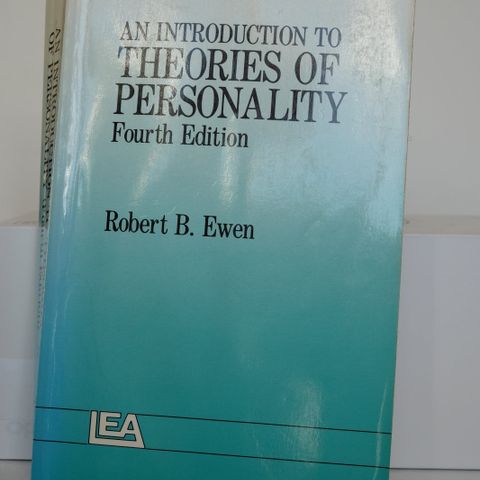 AN INTRODUCTION TO
THEORIES OF
PERSONALITY
Fourth Edition
Robert B. Ewen
LEA